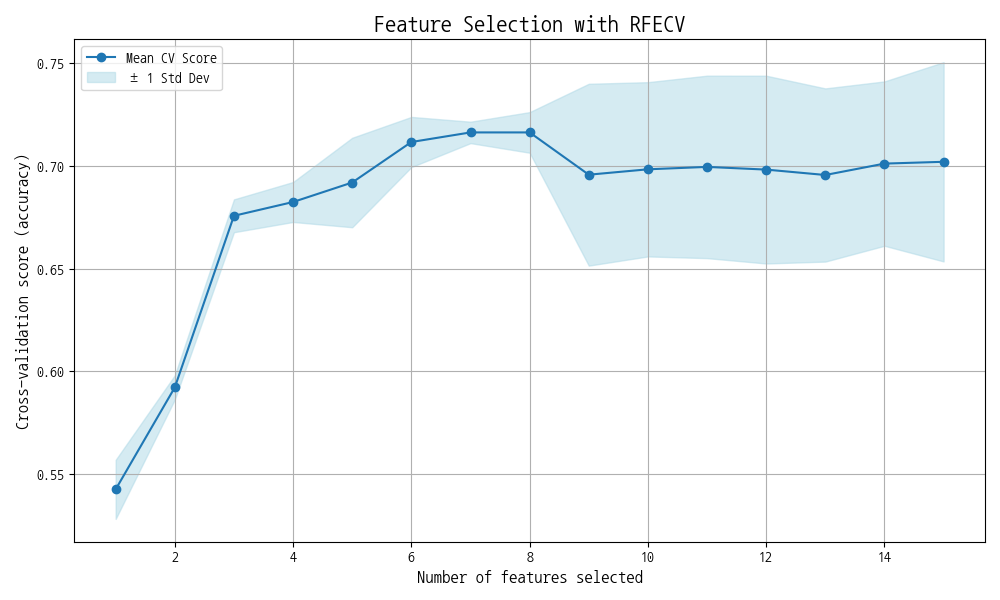 Feature Selection with RFECV
Mean CV Score
± 1 Std Dev
Cross-validation score (accuracy)
0.75
0.70
0.65
0.60
0.55
2 4 6 8 10 12 14
Number of features selected